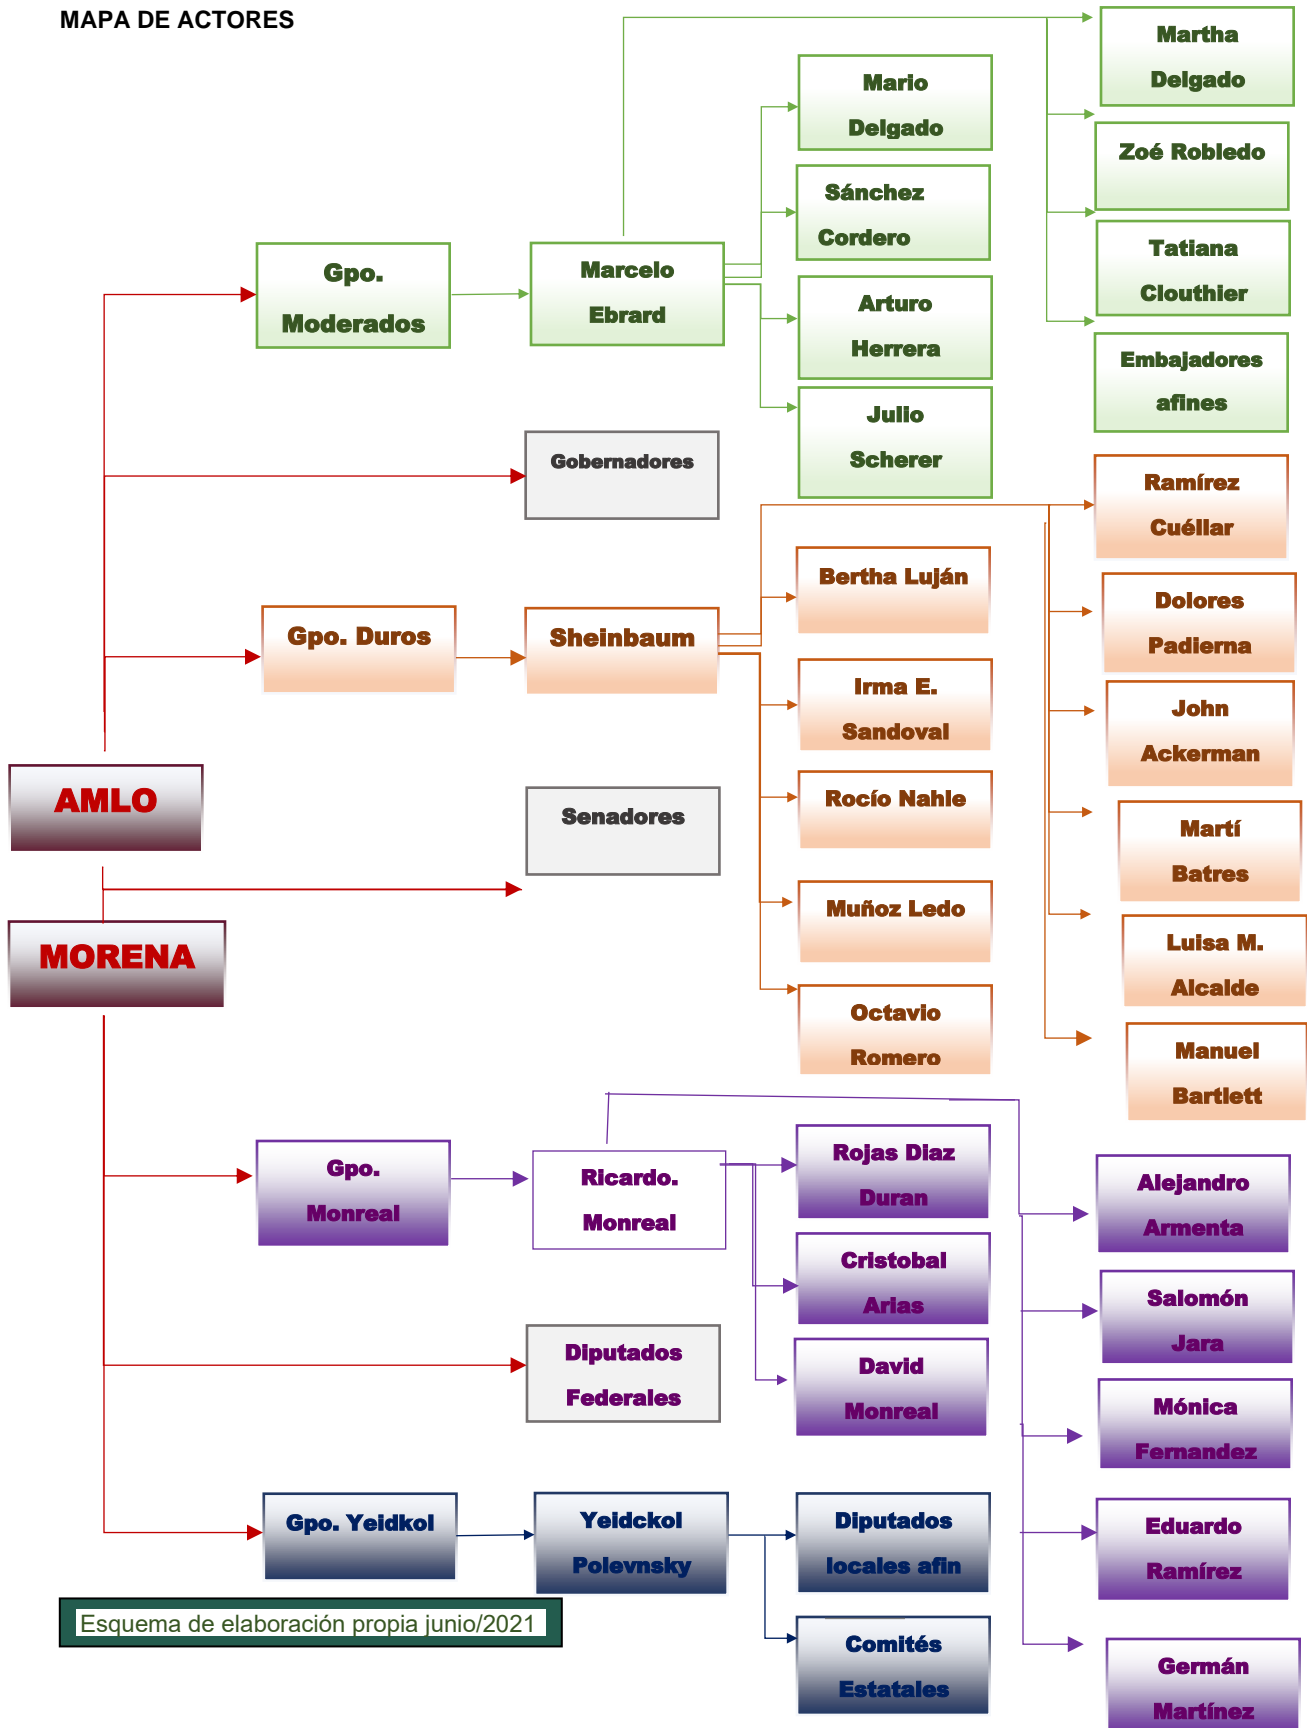 MAPA DE ACTORES
Martha
Delgado
Mario
Delgado
Zoé Robledo
Sánchez
Cordero
Tatiana
Clouthier
Gpo.
Moderados
Marcelo
Ebrard
Arturo
Herrera
Embajadores
afines
Julio
Scherer
Gobernadores
Ramírez
Cuéllar
Bertha Luján
Dolores
Padierna
Gpo. Duros
Sheinbaum
Irma E.
Sandoval
John
Ackerman
AMLO
Senadores
Rocío Nahle
Martí
Batres
Muñoz Ledo
MORENA
Luisa M.
Alcalde
Octavio
Romero
Manuel
Bartlett
Gpo.
Monreal
Ricardo.
Monreal
Rojas Diaz
Duran
Alejandro
Armenta
Cristobal
Arias
Salomón
Jara
Diputados
Federales
David
Monreal
Mónica
Fernandez
Gpo. Yeidkol
Yeidckol
Polevnsky
Diputados
locales afin
Eduardo
Ramírez
Esquema de elaboración propia junio/2021
Comités
Estatales
Germán
Martínez